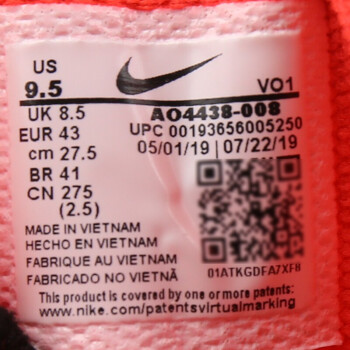 US
9.5 VO1
UK 8.5 AO4438-008
EUR 43 UPC 00193656005250
cm 27.5 05/01/19 | 07/22/19
BR 41
CN 275
(2.5)
MADE IN VIETNAM
HECHO EN VIETNAM
FABRIQUE AU VIETNAM
FABRICADO NO VIETNÃ 01ATKGDFA7XF8
This product is covered by one or more patents:
www.nike.com/patentsvirtualmarking